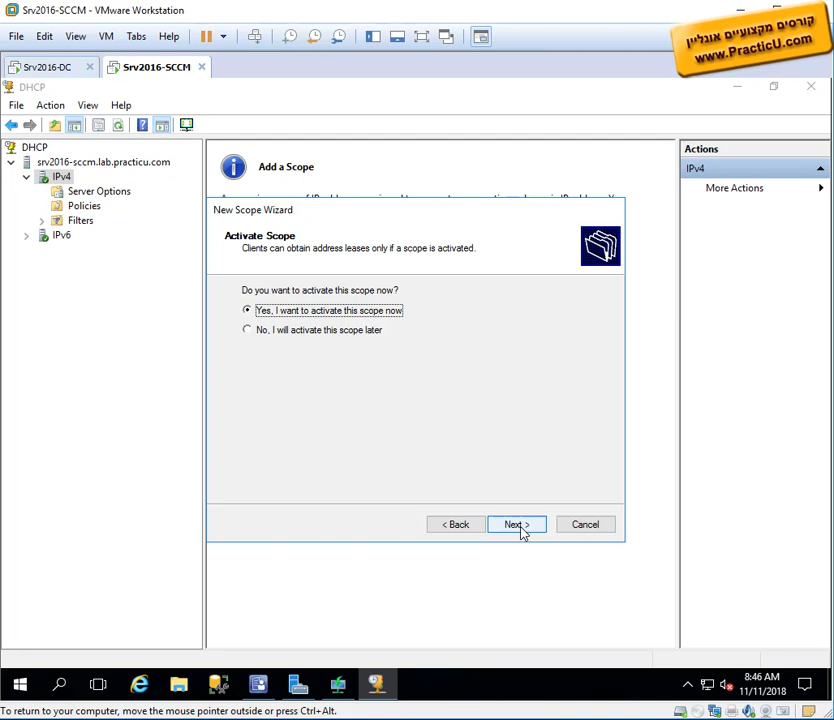 Srv2016-SCCM - VMware Workstation
File Edit View VM Tabs Help
קורסים מקצועיים אונליין
www.PracticU.com
Srv2016-DC
Srv2016-SCCM
DHCP
File Action View Help
DHCP
srv2016-sccm.lab.practicu.com
IPv4
Server Options
Policies
Filters
IPv6
Add a Scope
New Scope Wizard
Activate Scope
Clients can obtain address leases only if a scope is activated.
Do you want to activate this scope now?
Yes, I want to activate this scope now
No, I will activate this scope later
< Back
Next >
Cancel
Actions
IPv4
More Actions
8:46 AM
11/11/2018
To return to your computer, move the mouse pointer outside or press Ctrl+Alt.